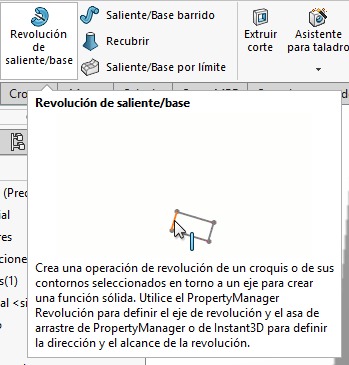 Revolución
de
saliente/base
Saliente/Base barrido
Recubrir
Saliente/Base por límite
Extruir
corte
Asistente
para taladro
Revolución de saliente/base
(Prec
ial
res
cione
s(1)
al <si
Crea una operación de revolución de un croquis o de sus
contornos seleccionados en torno a un eje para crear
una función sólida. Utilice el PropertyManager
Revolución para definir el eje de revolución y el asa de
arrastre de PropertyManager o de Instant3D para definir
la dirección y el alcance de la revolución.